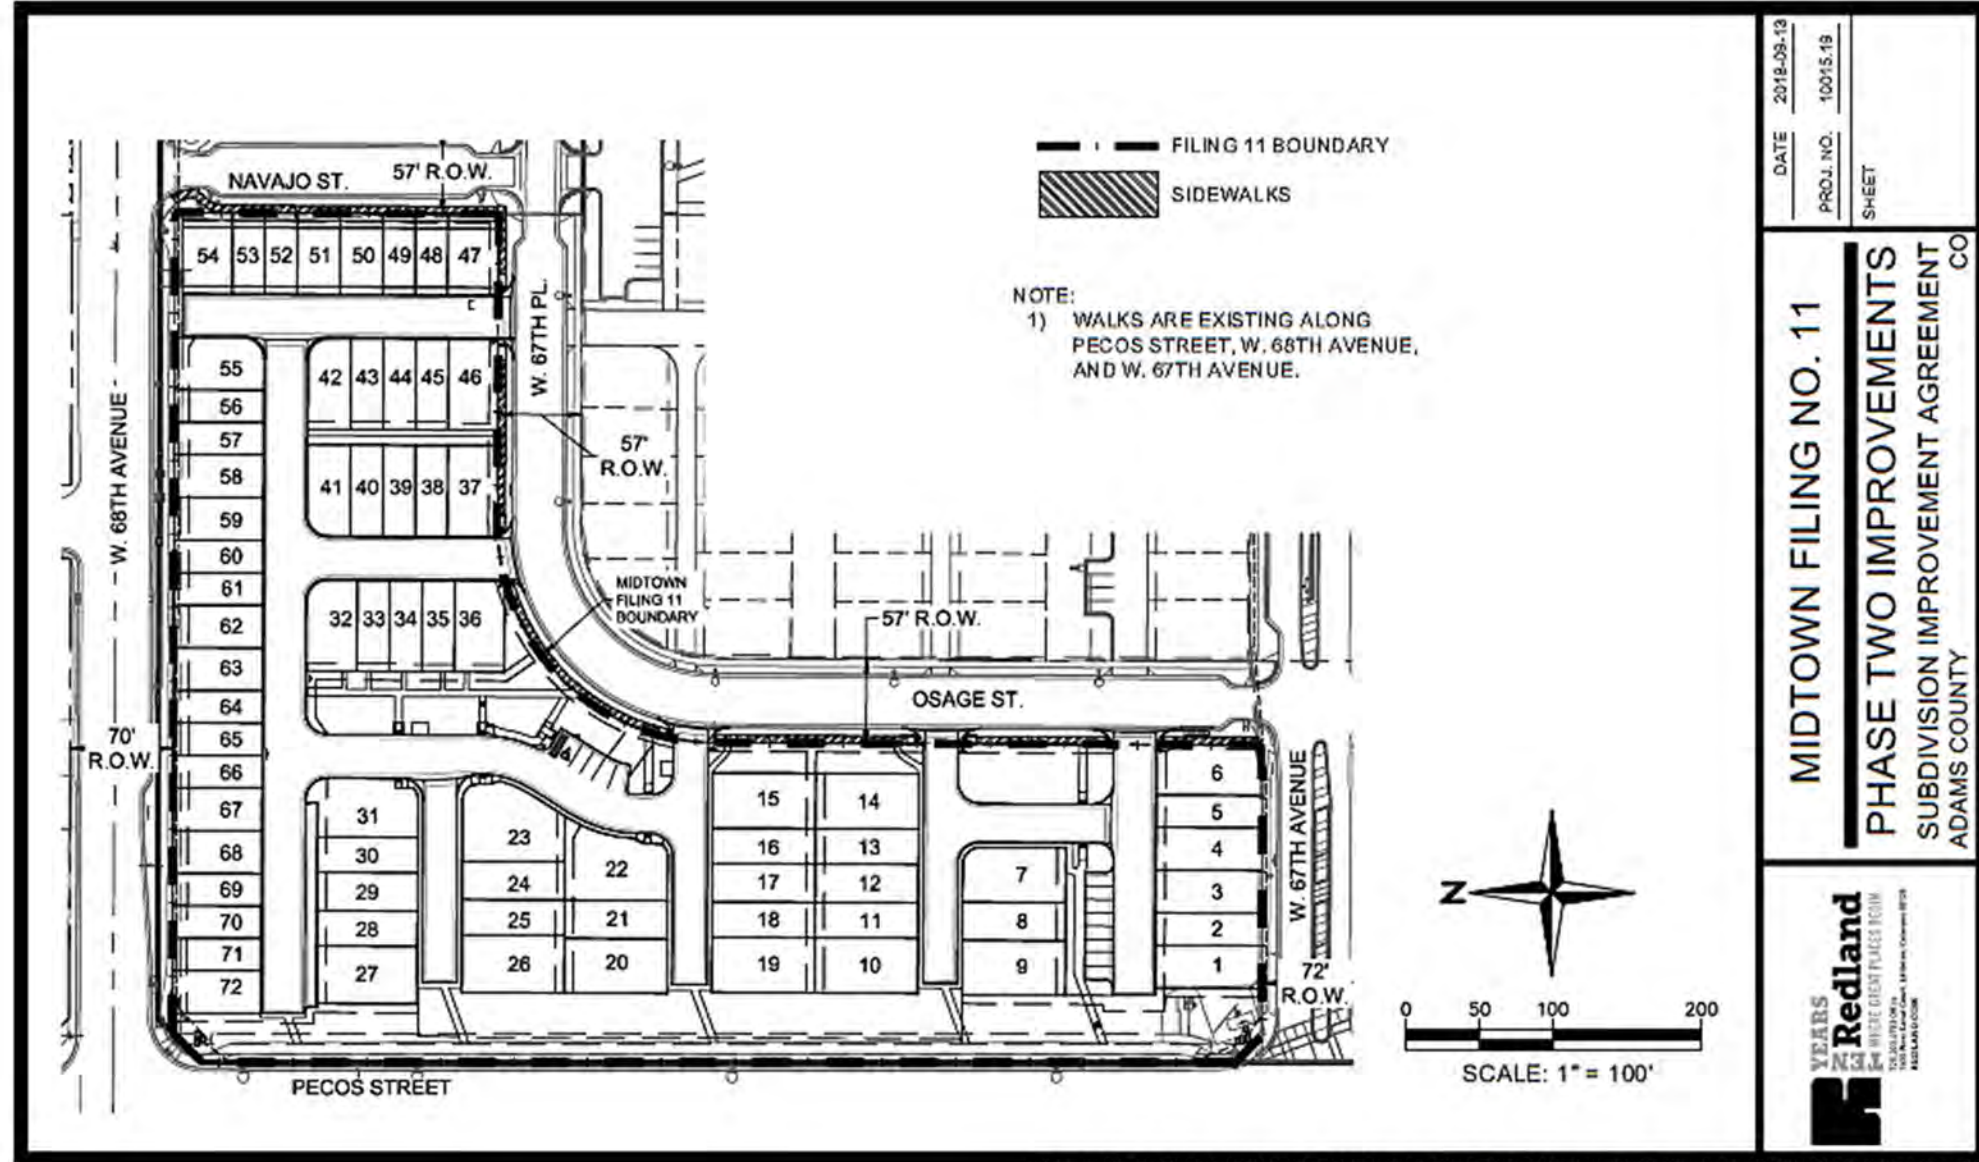 FILING 11 BOUNDARY
SIDEWALKS
NOTE:
1) WALKS ARE EXISTING ALONG
PECOS STREET, W. 68TH AVENUE,
AND W. 67TH AVENUE.
NAVAJO ST.
57' R.O.W.
54 53 52 51 50 49 48 47
W. 67TH PL.
W. 68TH AVENUE
55
56
57
58
59
60
61
62
63
64
65
66
67
68
69
70
71
72
42 43 44 45 46
41 40 39 38 37
57'
R.O.W.
32 33 34 35 36
MIDTOWN
FILING 11
BOUNDARY
57' R.O.W.
OSAGE ST.
70'
R.O.W.
31
30
29
28
27
23
24
25
26
22
21
20
15
16
17
18
19
14
13
12
11
10
7
8
9
6
5
4
3
2
1
W. 67TH AVENUE
72'
R.O.W.
PECOS STREET
N
0 50 100 200
SCALE: 1" = 100'
DATE 2018-09-13
PROJ. NO. 10015.19
SHEET
MIDTOWN FILING NO. 11
PHASE TWO IMPROVEMENTS
SUBDIVISION IMPROVEMENT AGREEMENT
ADAMS COUNTY CO
YEARS
Redland
WHERE GREAT PLACES BEGIN